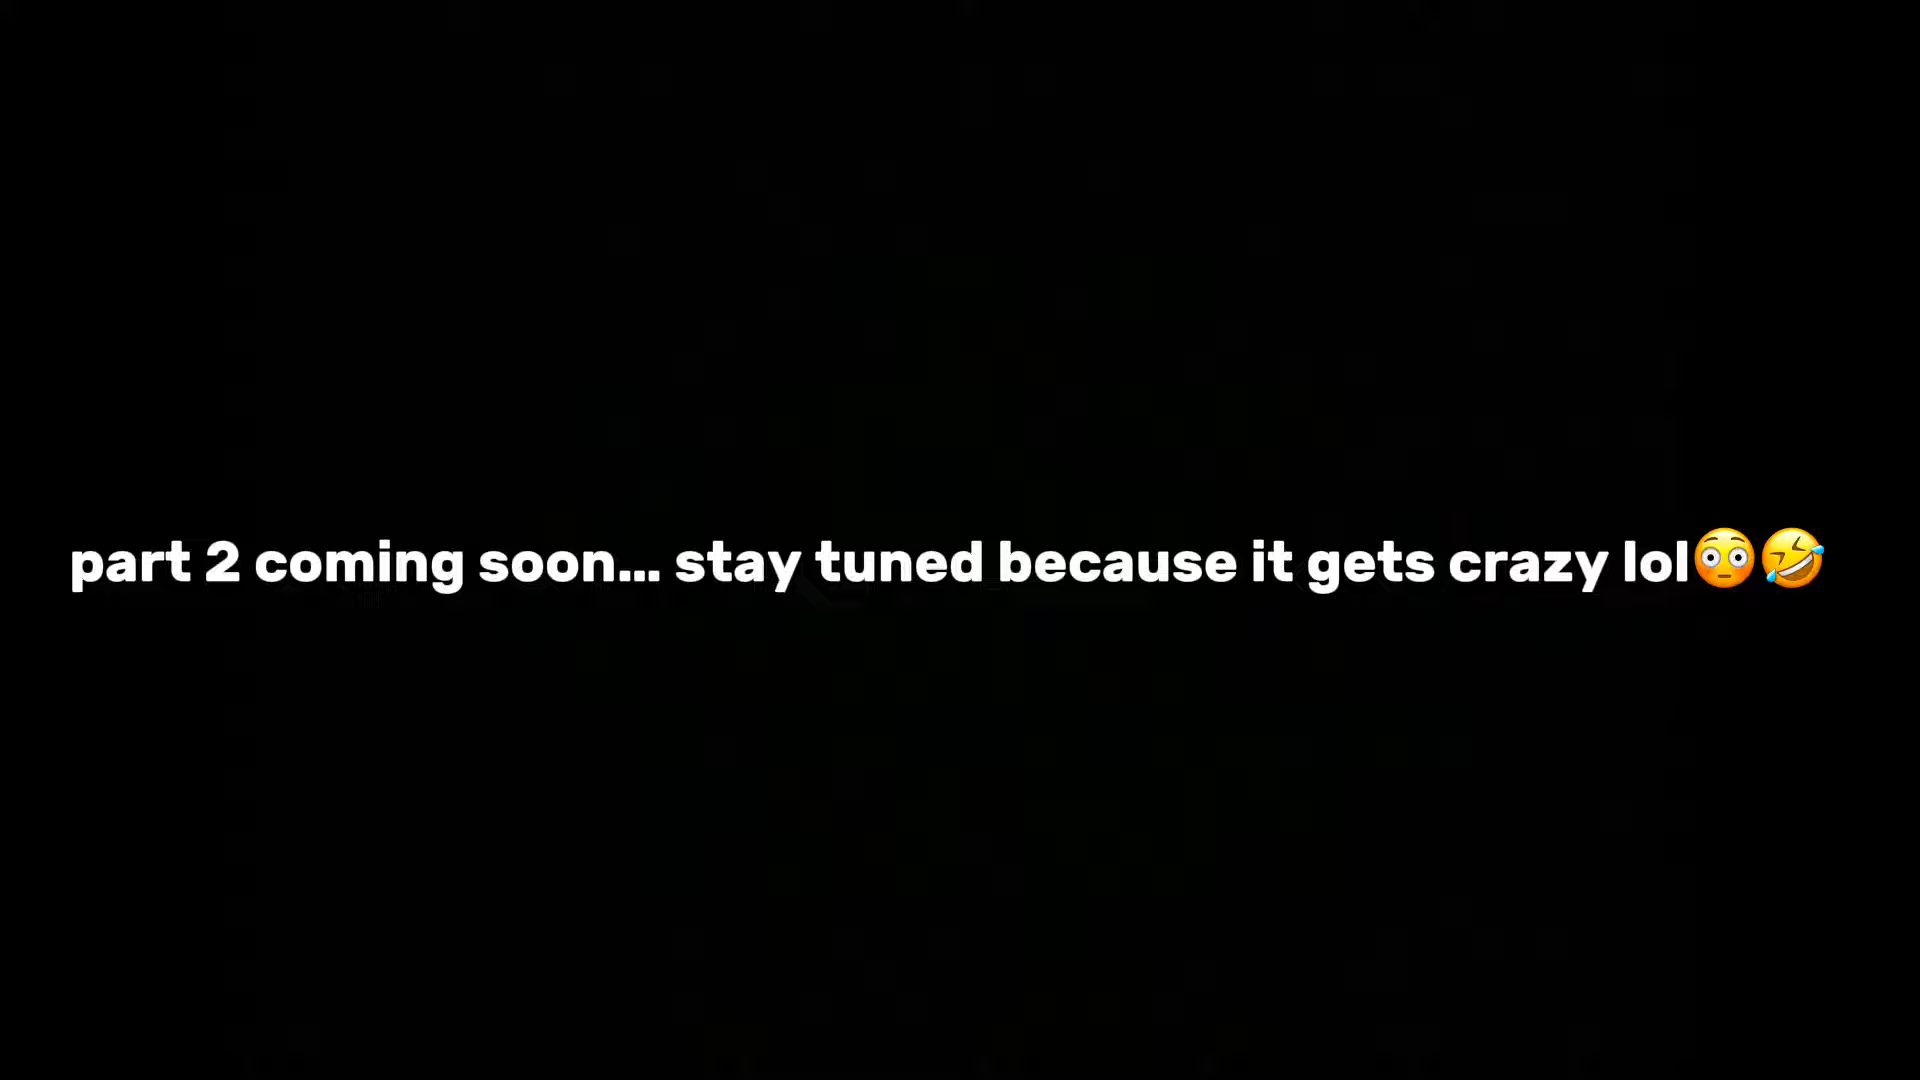 part 2 coming soon... stay tuned because it gets crazy lol😳🤣